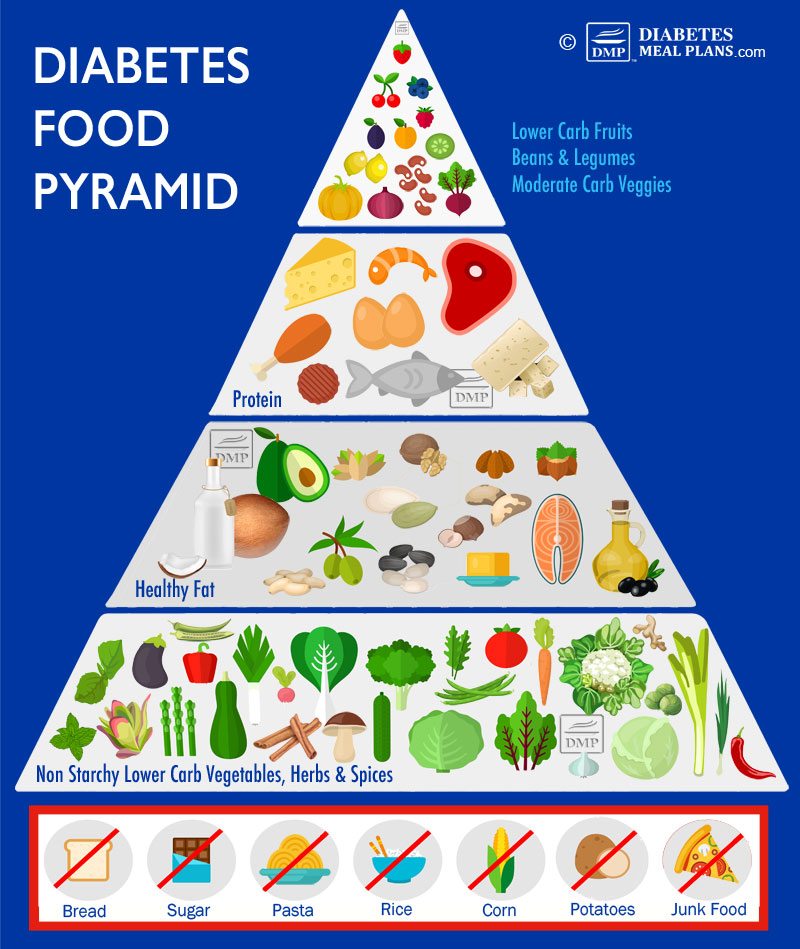 DIABETES
FOOD
PYRAMID
© DMP™ DIABETES
MEAL PLANS.com
Lower Carb Fruits
Beans & Legumes
Moderate Carb Veggies
Protein
DMP
DMP
Healthy Fat
DMP
Non Starchy Lower Carb Vegetables, Herbs & Spices
Bread Sugar Pasta Rice Corn Potatoes Junk Food